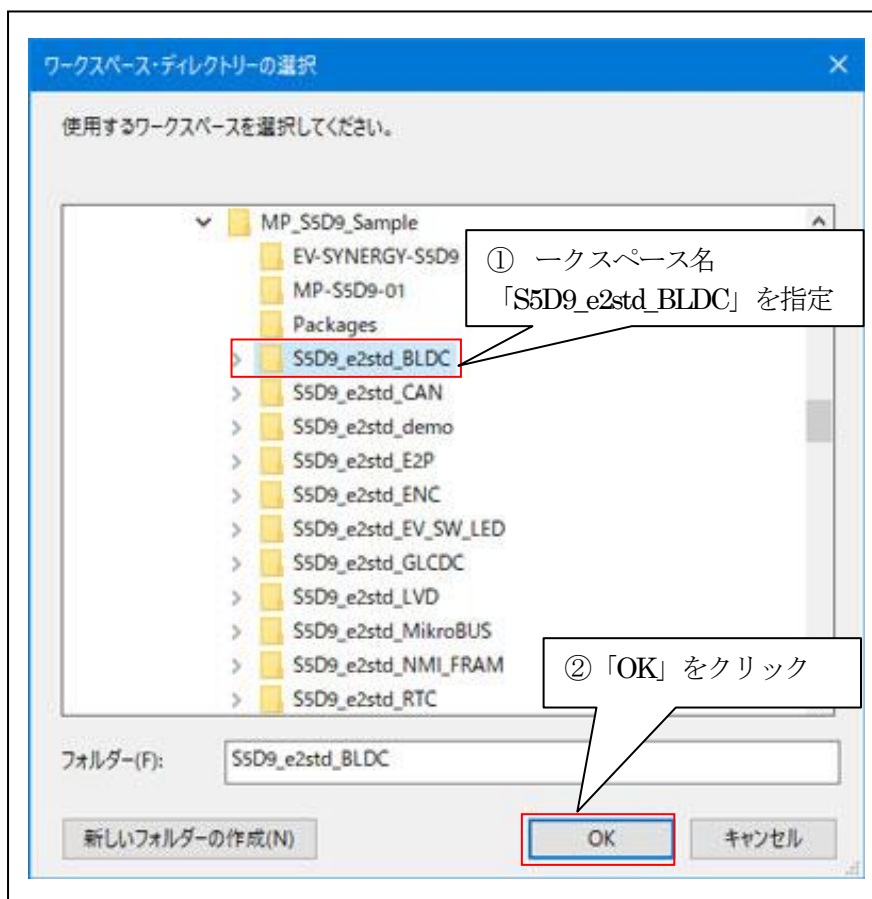 ワークスペース・ディレクトリーの選択
使用するワークスペースを選択してください。
MP_S5D9_Sample
EV-SYNERGY-S5D9
MP-S5D9-01
Packages
S5D9_e2std_BLDC
S5D9_e2std_CAN
S5D9_e2std_demo
S5D9_e2std_E2P
S5D9_e2std_ENC
S5D9_e2std_EV_SW_LED
S5D9_e2std_GLCDC
S5D9_e2std_LVD
S5D9_e2std_MikroBUS
S5D9_e2std_NMI_FRAM
S5D9_e2std_RTC
① ークスペース名
「S5D9_e2std_BLDC」を指定
②「OK」をクリック
フォルダー(F): S5D9_e2std_BLDC
新しいフォルダーの作成(N) OK キャンセル